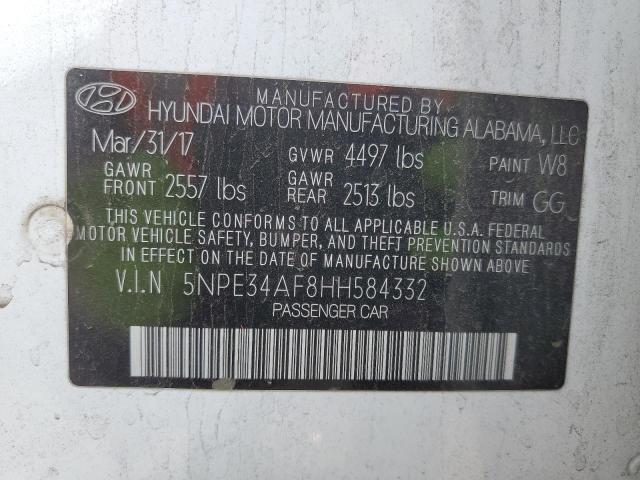 MANUFACTURED BY
HYUNDAI MOTOR MANUFACTURING ALABAMA, LLC
Mar/31/17 GVWR 4497 lbs PAINT W8
GAWR FRONT 2557 lbs GAWR REAR 2513 lbs TRIM GG
THIS VEHICLE CONFORMS TO ALL APPLICABLE U.S.A. FEDERAL
MOTOR VEHICLE SAFETY, BUMPER, AND THEFT PREVENTION STANDARDS
IN EFFECT ON THE DATE OF MANUFACTURE SHOWN ABOVE.
V.I.N 5NPE34AF8HH584332
PASSENGER CAR